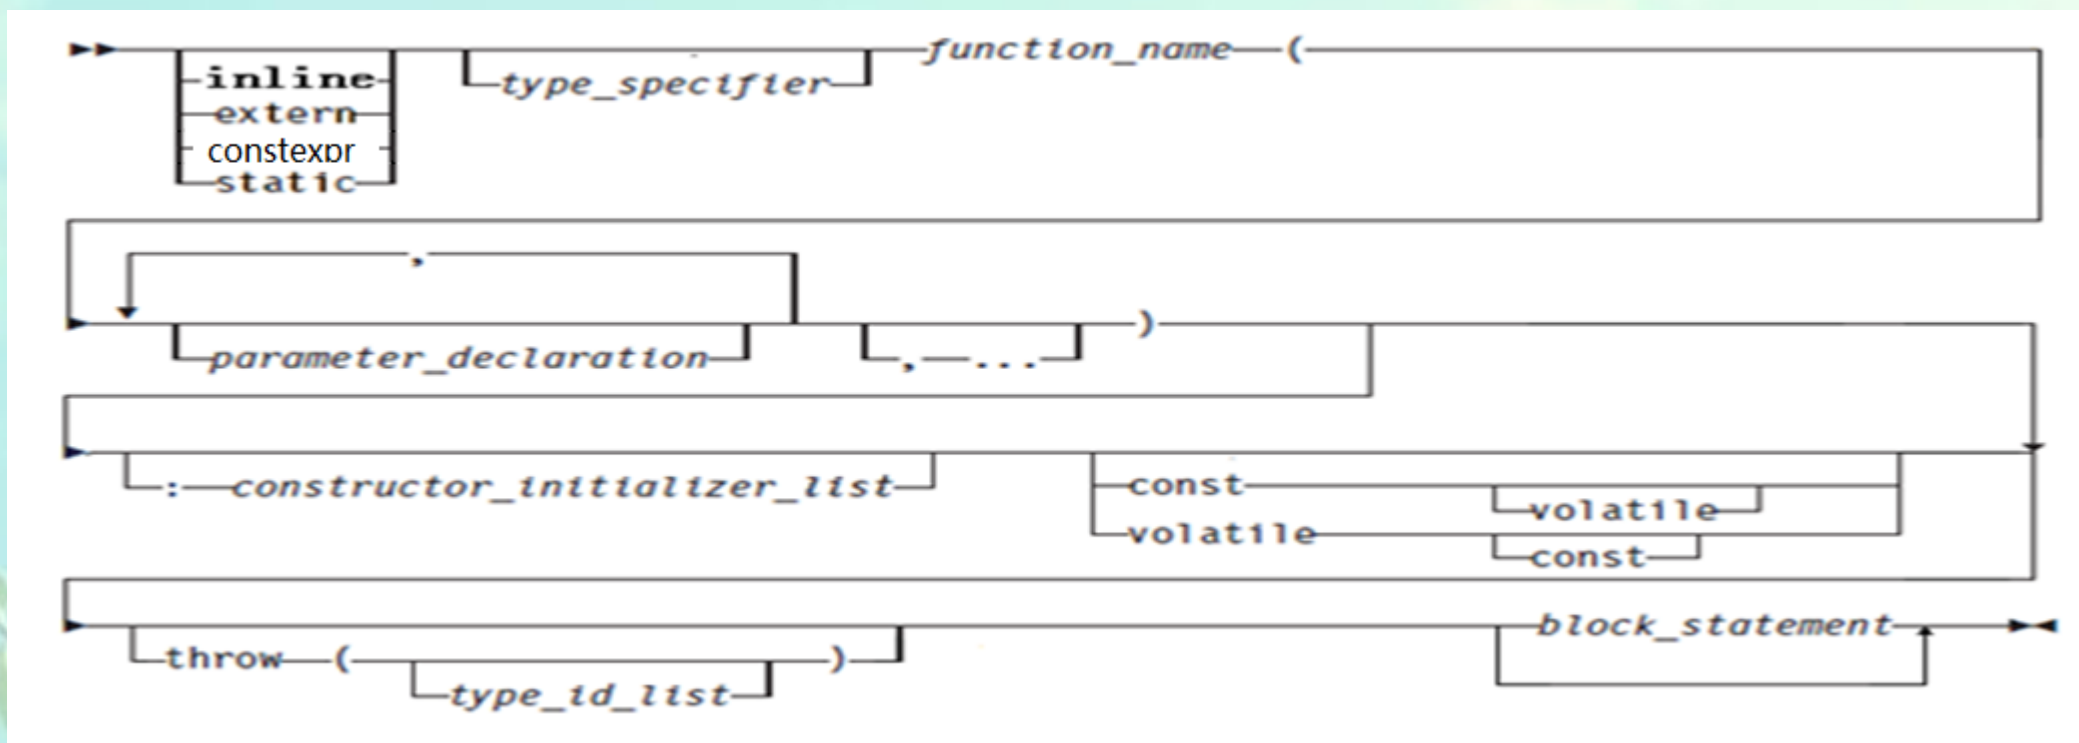 function_name (
inline type_specifier
extern
constexpr
static
,
)
parameter_declaration , ...
: constructor_initializer_list const volatile
volatile const
block_statement
throw ( )
type_id_list